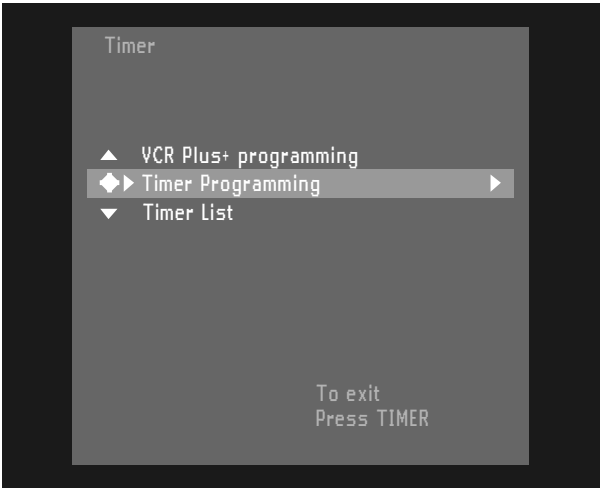 Timer
VCR Plus+ programming
Timer Programming
Timer List
To exit
Press TIMER